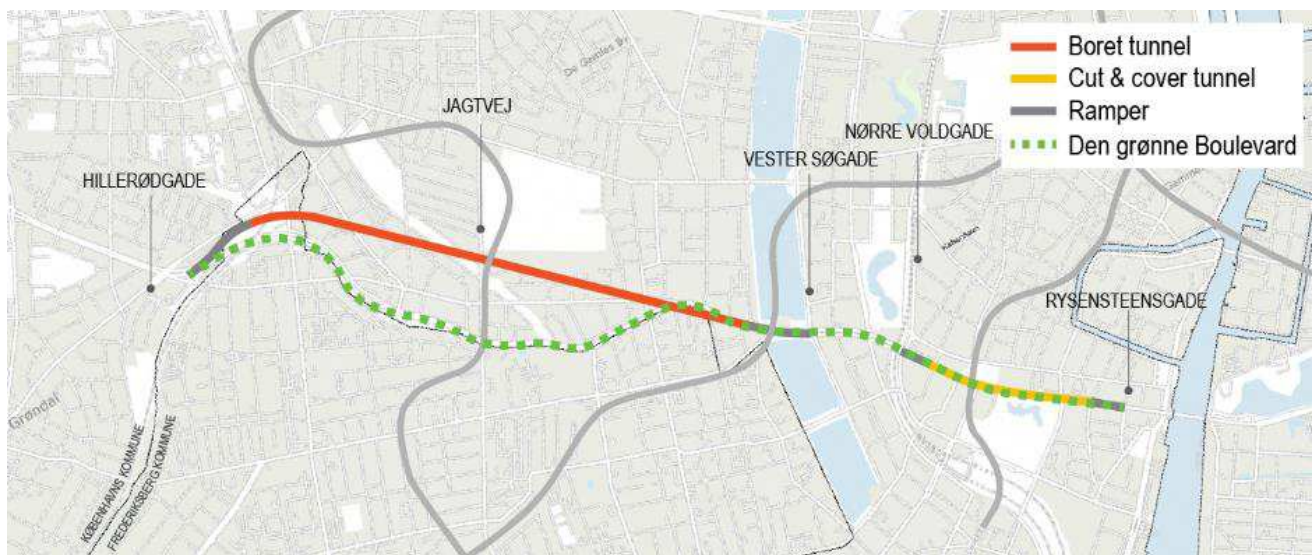 Boret tunnel
Cut & cover tunnel
Ramper
Den grønne Boulevard
JAGTVEJ
NØRRE VOLDGADE
VESTER SØGADE
HILLERØDGADE
RYSENSTEENSGADE
Grøndal
KØBENHAVNS KOMMUNE
FREDERIKSBERG KOMMUNE